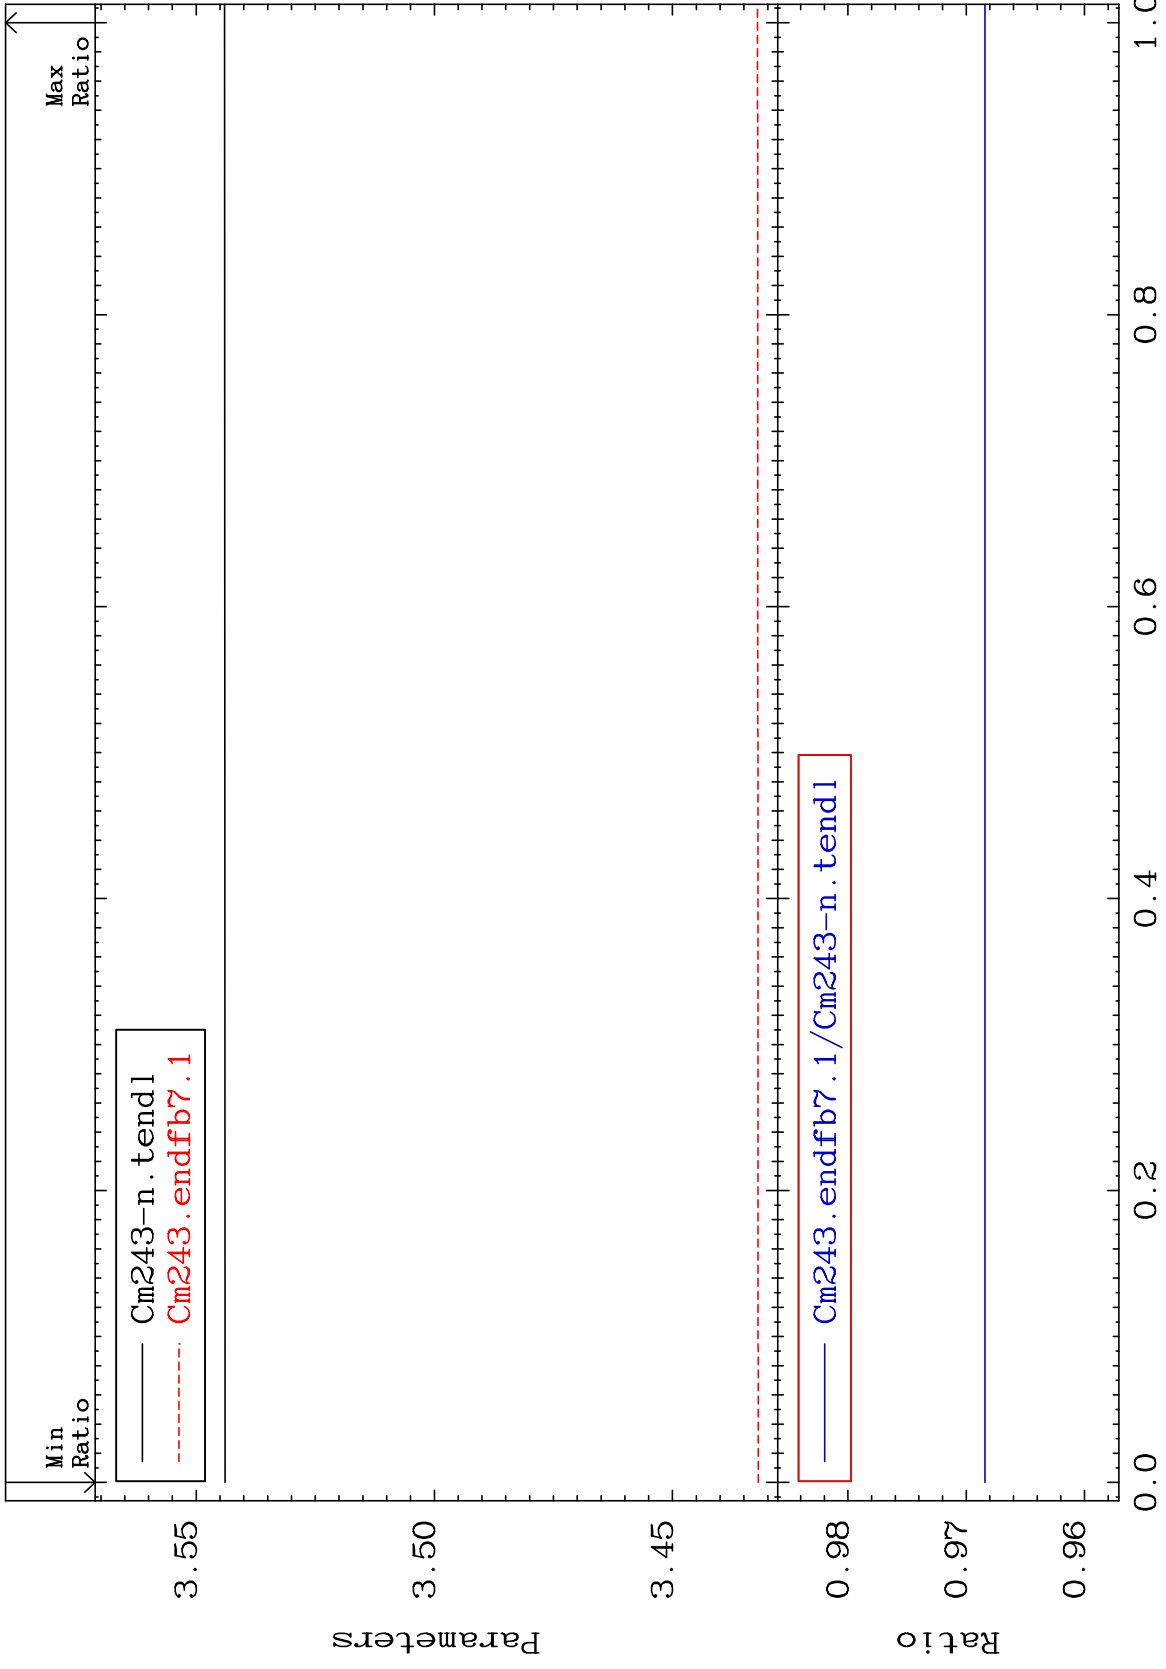 Min
Ratio
Max
Ratio
Cm243-n.tendl
Cm243.endfb7.1
3.55
3.50
3.45
Parameters
Cm243.endfb7.1/Cm243-n.tendl
0.98
0.97
0.96
Ratio
0.0 0.2 0.4 0.6 0.8 1.0